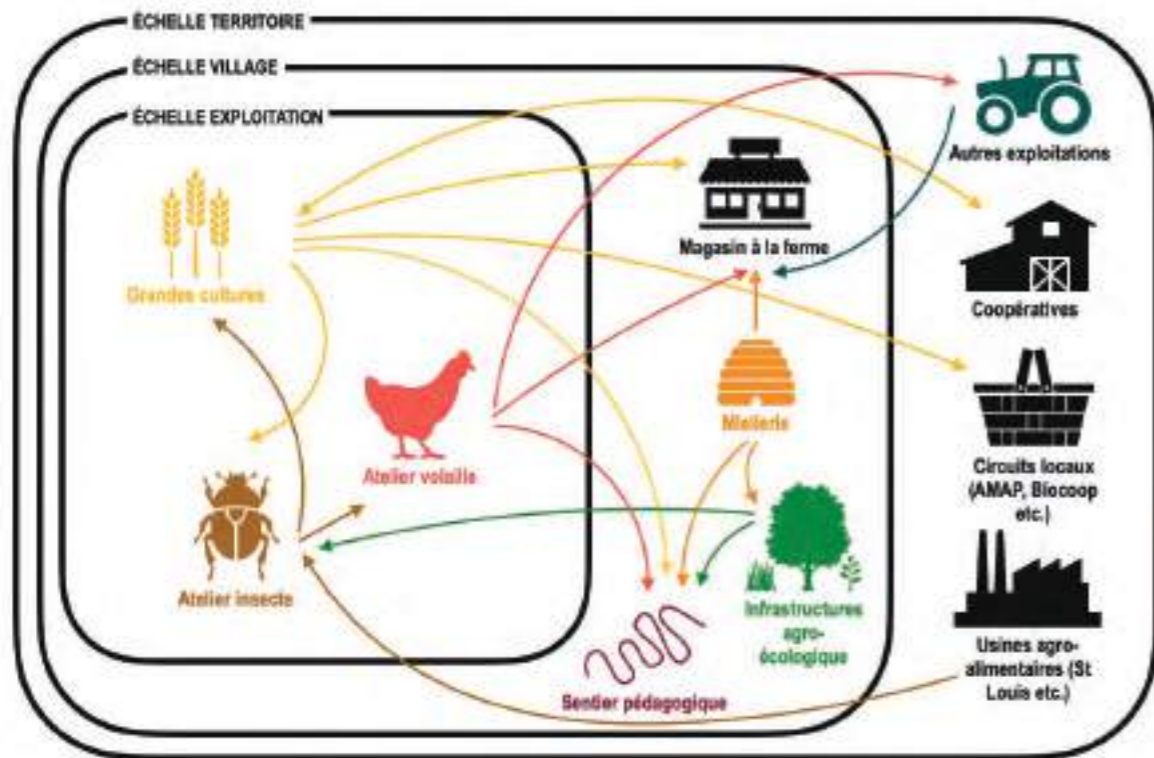 ÉCHELLE TERRITOIRE
ÉCHELLE VILLAGE
ÉCHELLE EXPLOITATION
Autres exploitations
Magasin à la ferme
Grandes cultures
Coopératives
Miellerie
Atelier volaille
Circuits locaux
(AMAP, Biocoop
etc.)
Atelier insecte
Infrastructures
agro-
écologique
Usines agro-
alimentaires (St
Louis etc.)
Sentier pédagogique